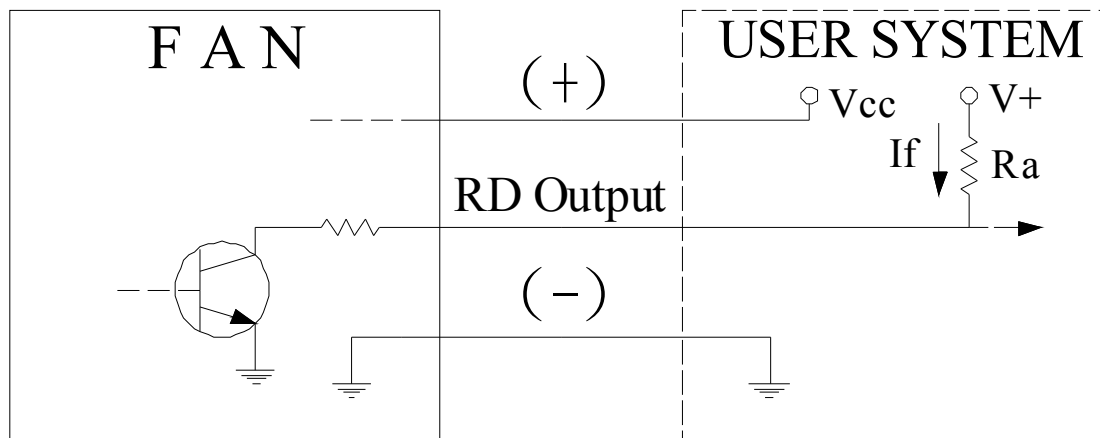 F A N
USER SYSTEM
(+)
Vcc
V+
If
Ra
RD Output
(-)